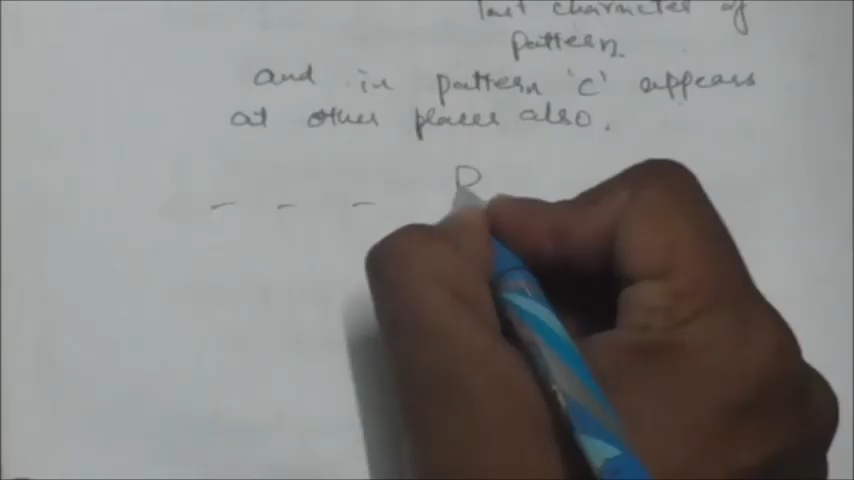 last character of
pattern.
and in pattern 'c' appears
at other places also.
- - - R